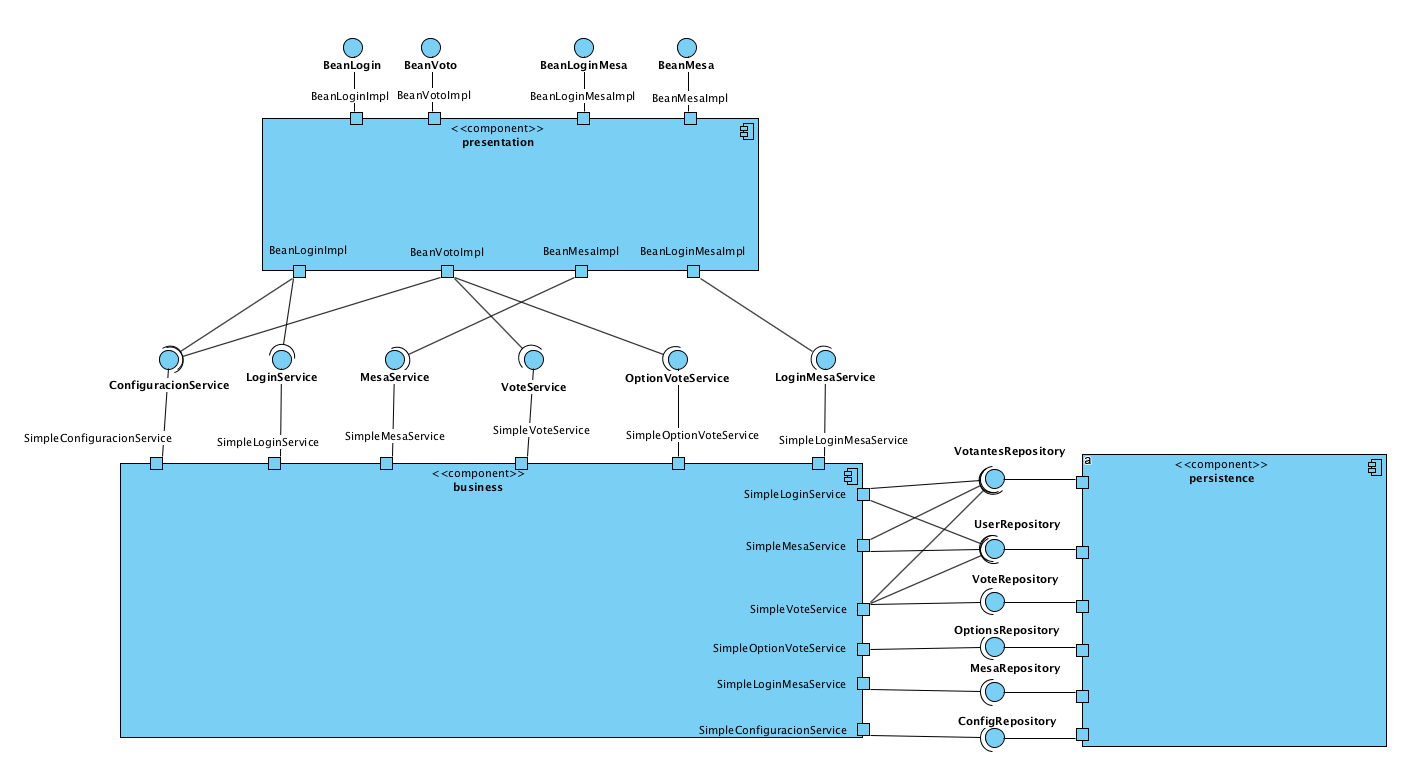 BeanLogin
BeanVoto
BeanLoginMesa
BeanMesa
BeanLoginImpl
BeanVotoImpl
BeanLoginMesaImpl
BeanMesaImpl
<<component>>
presentation
BeanLoginImpl
BeanVotoImpl
BeanMesaImpl
BeanLoginMesaImpl
ConfiguracionService
LoginService
MesaService
VoteService
OptionVoteService
LoginMesaService
SimpleConfiguracionService
SimpleLoginService
SimpleMesaService
SimpleVoteService
SimpleOptionVoteService
SimpleLoginMesaService
<<component>>
business
SimpleLoginService
SimpleMesaService
SimpleVoteService
SimpleOptionVoteService
SimpleLoginMesaService
SimpleConfiguracionService
VotantesRepository
UserRepository
VoteRepository
OptionsRepository
MesaRepository
ConfigRepository
a
<<component>>
persistence